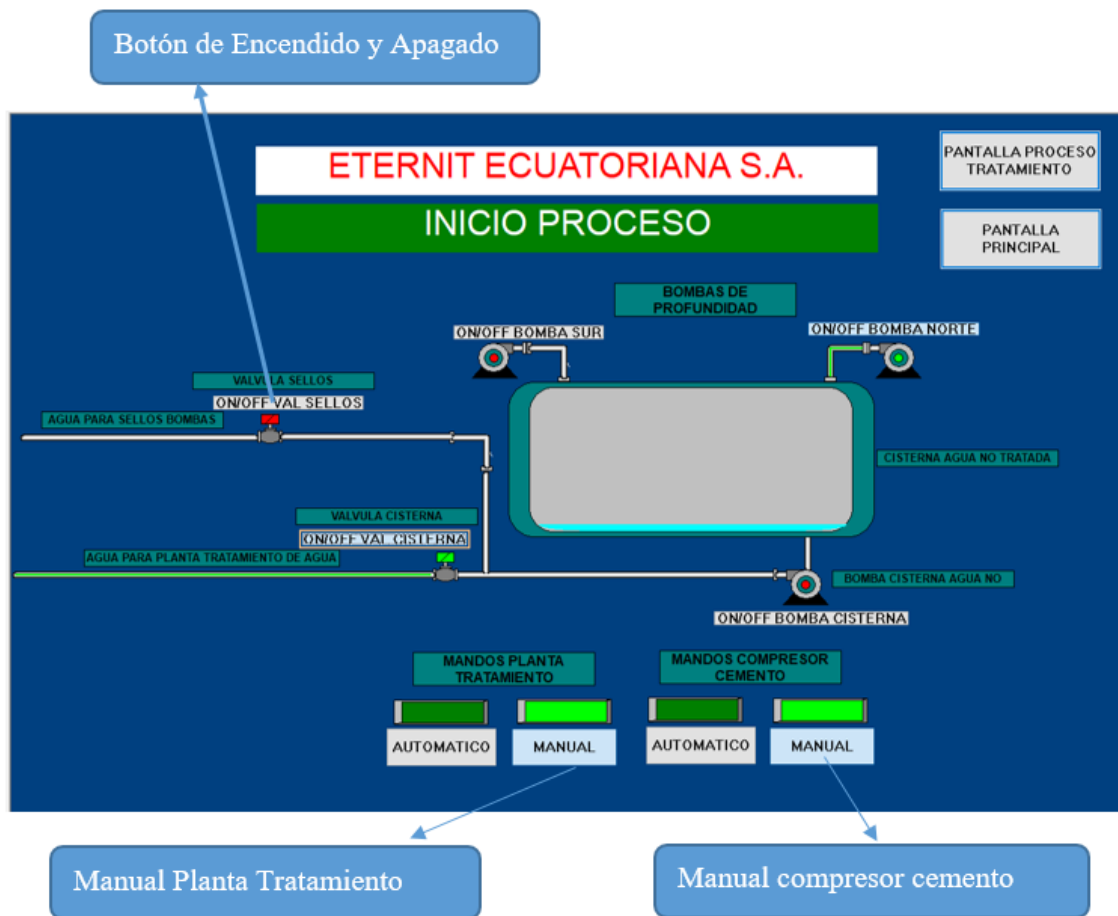 Botón de Encendido y Apagado
ETERNIT ECUATORIANA S.A.
PANTALLA PROCESO
TRATAMIENTO
INICIO PROCESO
PANTALLA
PRINCIPAL
BOMBAS DE
PROFUNDIDAD
ON/OFF BOMBA SUR
ON/OFF BOMBA NORTE
VALVULA SELLOS
ON/OFF VAL SELLOS
AGUA PARA SELLOS BOMBAS
CISTERNA AGUA NO TRATADA
VALVULA CISTERNA
ON/OFF VAL CISTERNA
AGUA PARA PLANTA TRATAMIENTO DE AGUA
BOMBA CISTERNA AGUA NO
ON/OFF BOMBA CISTERNA
MANDOS PLANTA
TRATAMIENTO
MANDOS COMPRESOR
CEMENTO
AUTOMATICO
MANUAL
AUTOMATICO
MANUAL
Manual Planta Tratamiento
Manual compresor cemento